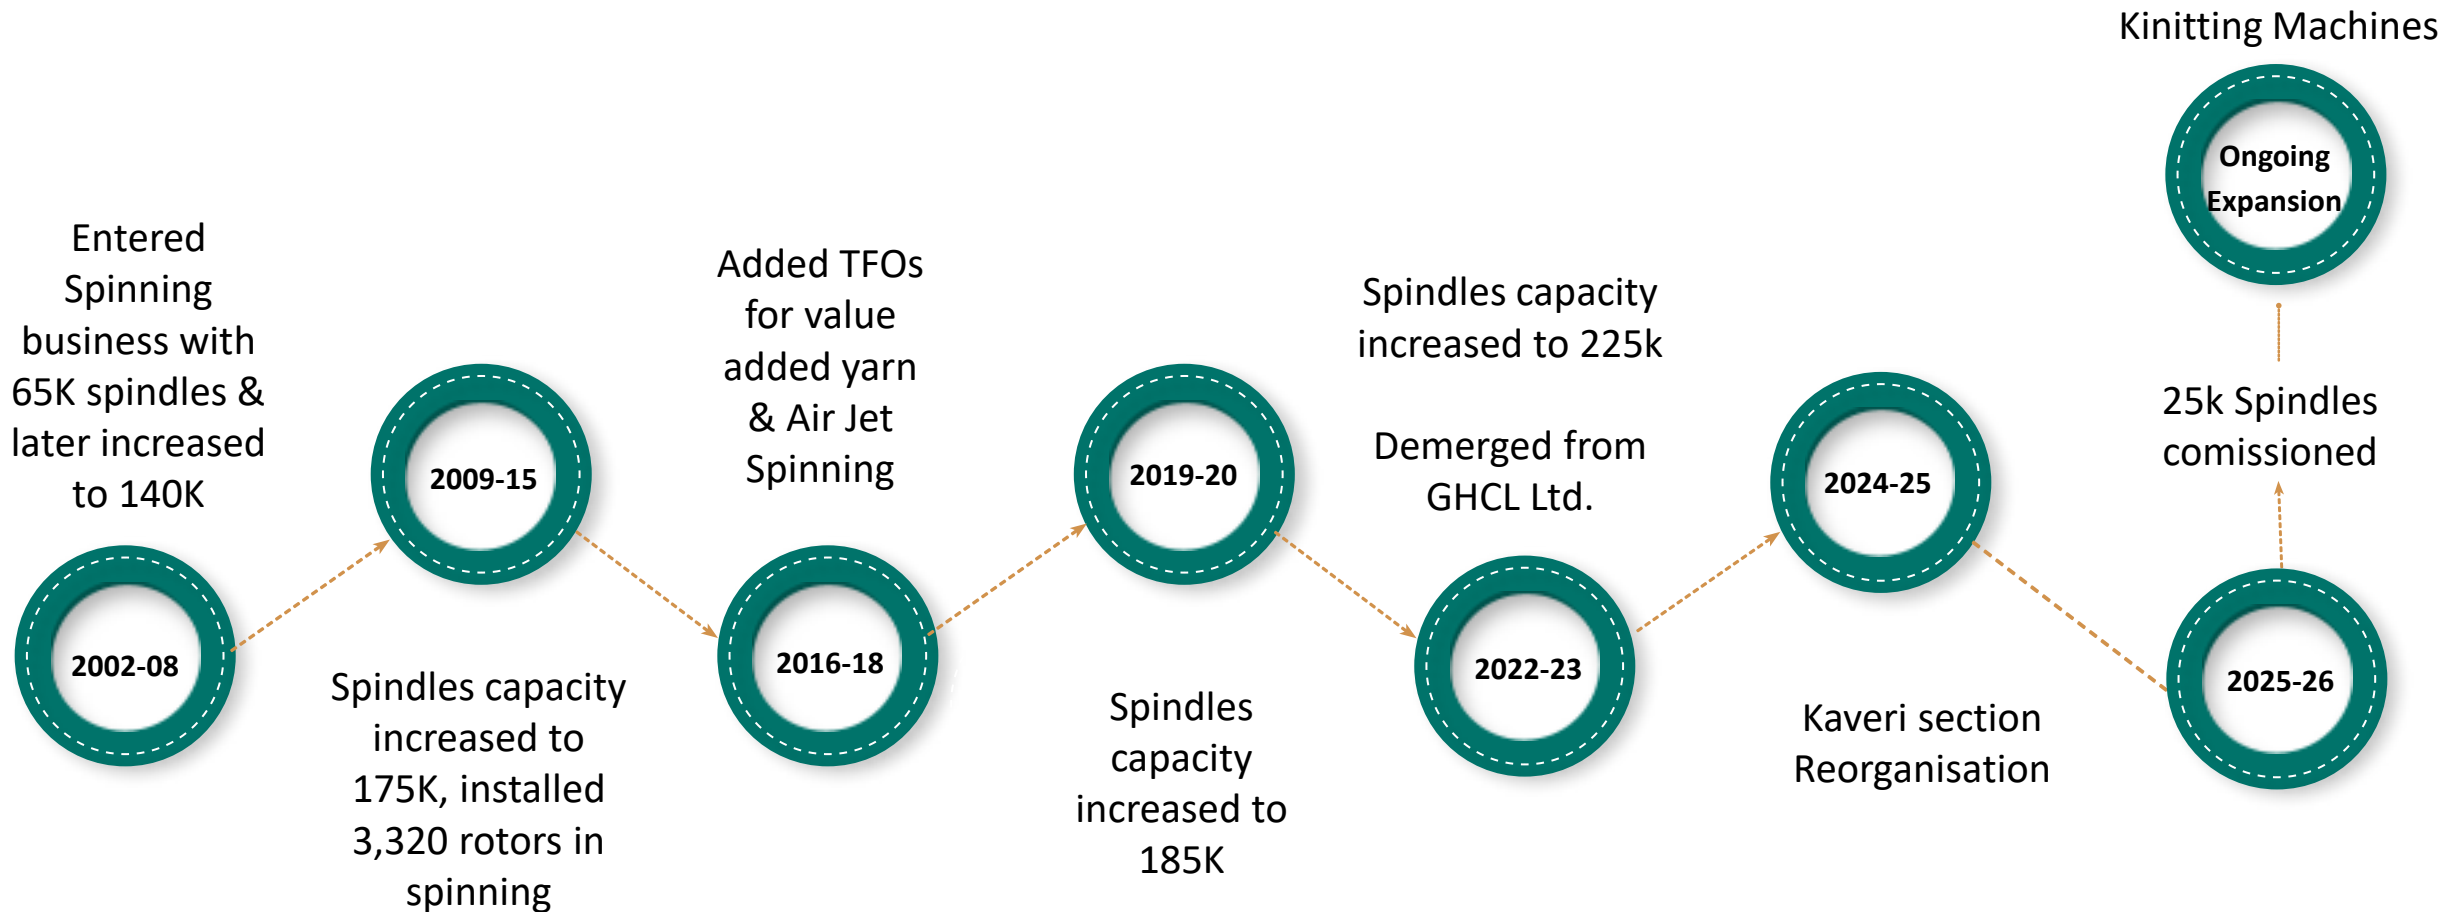 Entered
Spinning
business with
65K spindles &
later increased
to 140K
2002-08
2009-15
Spindles capacity
increased to
175K, installed
3,320 rotors in
spinning
Added TFOs
for value
added yarn
& Air Jet
Spinning
2016-18
2019-20
Spindles
capacity
increased to
185K
Spindles capacity
increased to 225k
Demerged from
GHCL Ltd.
2022-23
2024-25
Kaveri section
Reorganisation
2025-26
25k Spindles
comissioned
Kinitting Machines
Ongoing
Expansion